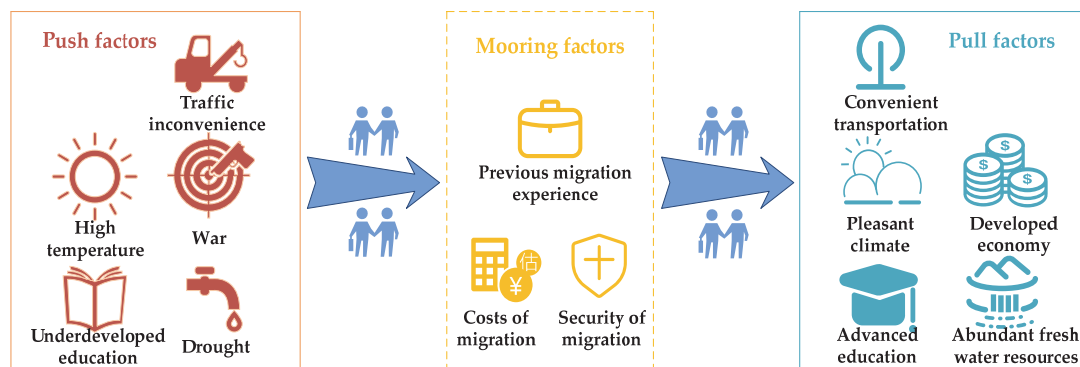 Push factors
Traffic
inconvenience
High
temperature
War
Underdeveloped
education
Drought
Mooring factors
Previous migration
experience
¥
Costs of
migration
Security of
migration
Pull factors
Convenient
transportation
Pleasant
climate
$
$
$
Developed
economy
Advanced
education
Abundant fresh
water resources